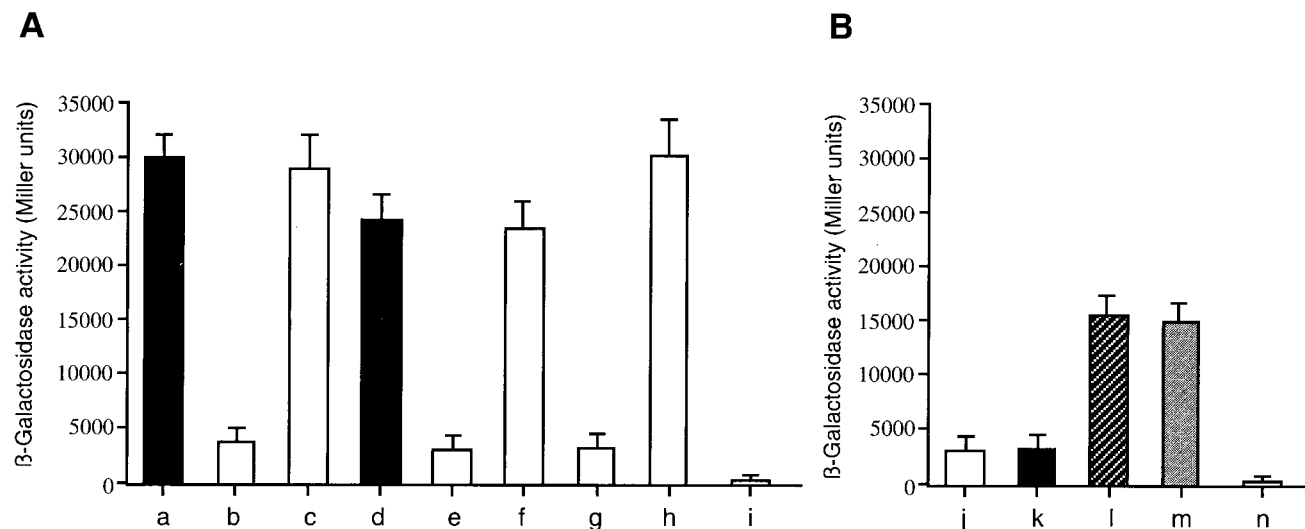 A
ß-Galactosidase activity (Miller units)
35000
30000
25000
20000
15000
10000
5000
0
a b c d e f g h i
B
ß-Galactosidase activity (Miller units)
35000
30000
25000
20000
15000
10000
5000
0
j k l m n